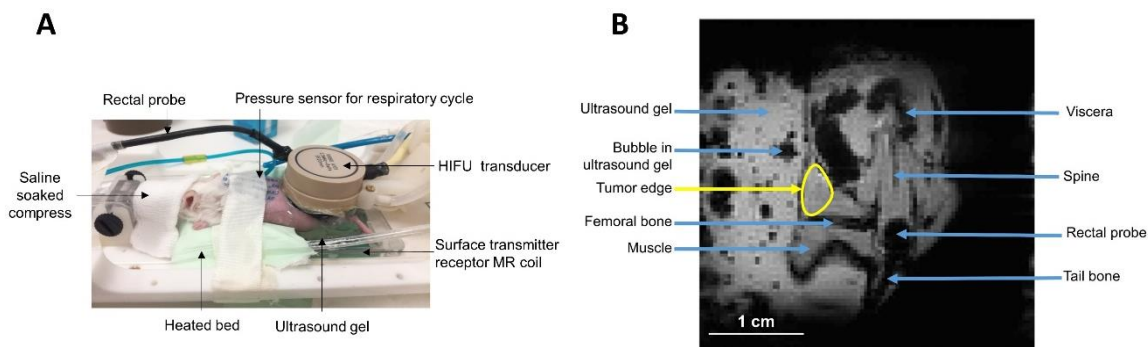 A
Rectal probe
Pressure sensor for respiratory cycle
HIFU transducer
Saline
soaked
compress
Surface transmitter
receptor MR coil
Heated bed
Ultrasound gel
B
Ultrasound gel
Bubble in
ultrasound gel
Tumor edge
Femoral bone
Muscle
Viscera
Spine
Rectal probe
Tail bone
1 cm